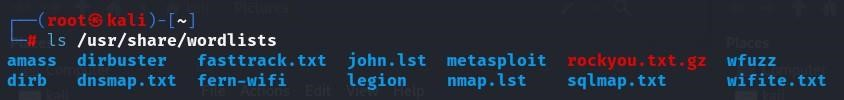 ┌──(root㉿kali)-[~]
└─# ls /usr/share/wordlists
amass dirbuster fasttrack.txt john.lst metasploit rockyou.txt.gz wfuzz
dirb dnsmap.txt fern-wifi legion nmap.lst sqlmap.txt wifite.txt